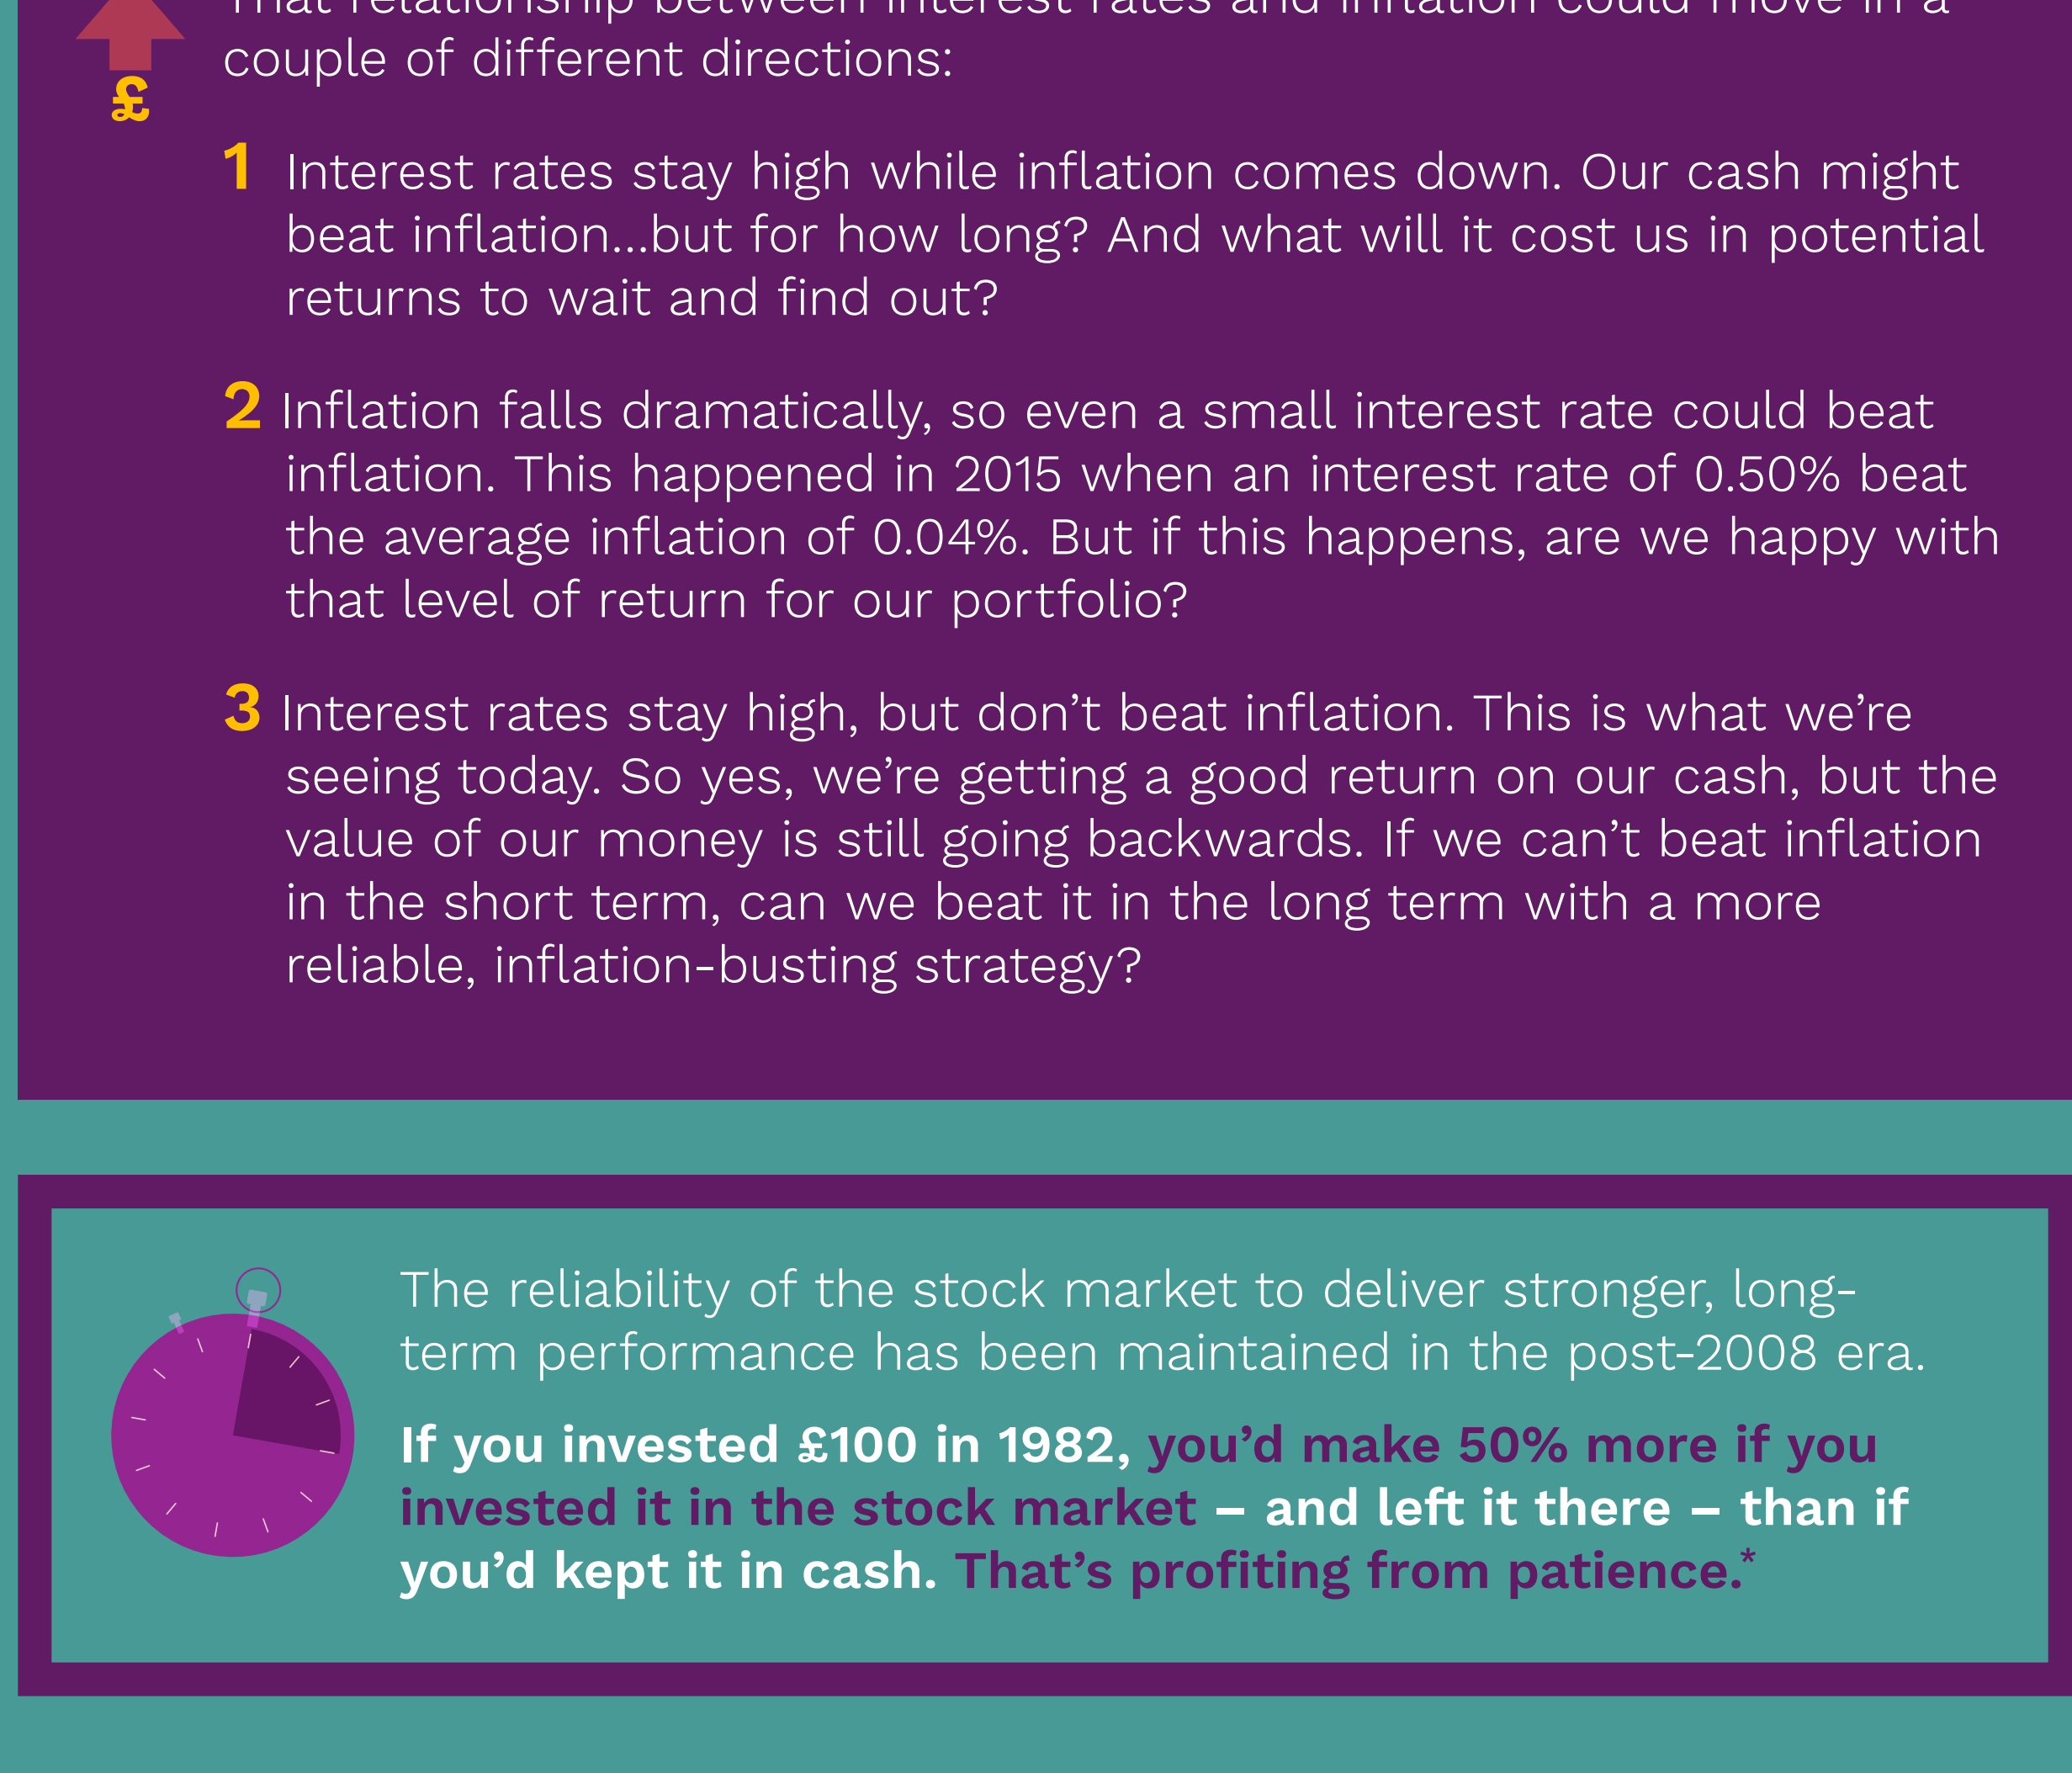 That relationship between interest rates and inflation could move in a
couple of different directions:
£
1 Interest rates stay high while inflation comes down. Our cash might
beat inflation...but for how long? And what will it cost us in potential
returns to wait and find out?
2 Inflation falls dramatically, so even a small interest rate could beat
inflation. This happened in 2015 when an interest rate of 0.50% beat
the average inflation of 0.04%. But if this happens, are we happy with
that level of return for our portfolio?
3 Interest rates stay high, but don’t beat inflation. This is what we’re
seeing today. So yes, we’re getting a good return on our cash, but the
value of our money is still going backwards. If we can’t beat inflation
in the short term, can we beat it in the long term with a more
reliable, inflation-busting strategy?
The reliability of the stock market to deliver stronger, long-
term performance has been maintained in the post-2008 era.
If you invested £100 in 1982, you’d make 50% more if you
invested it in the stock market – and left it there – than if
you’d kept it in cash. That’s profiting from patience.*